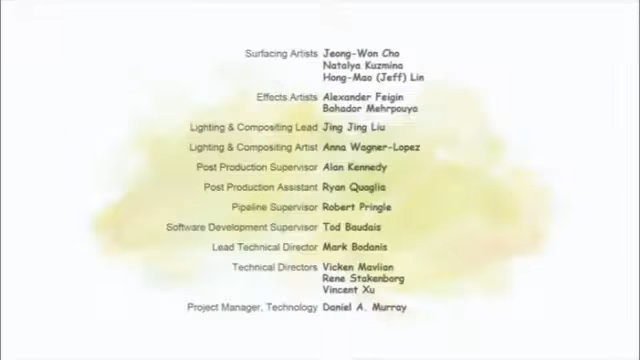 Surfacing Artists Jeong-Won Cho
Natalya Kuzmina
Hong-Mao (Jeff) Lin
Effects Artists Alexander Feigin
Bahador Mehrpouya
Lighting & Compositing Lead Jing Jing Liu
Lighting & Compositing Artist Anna Wagner-Lopez
Post Production Supervisor Alan Kennedy
Post Production Assistant Ryan Quaglia
Pipeline Supervisor Robert Pringle
Software Development Supervisor Tod Baudais
Lead Technical Director Mark Bodanis
Technical Directors Vicken Mavlian
Rene Stakenborg
Vincent Xu
Project Manager, Technology Daniel A. Murray